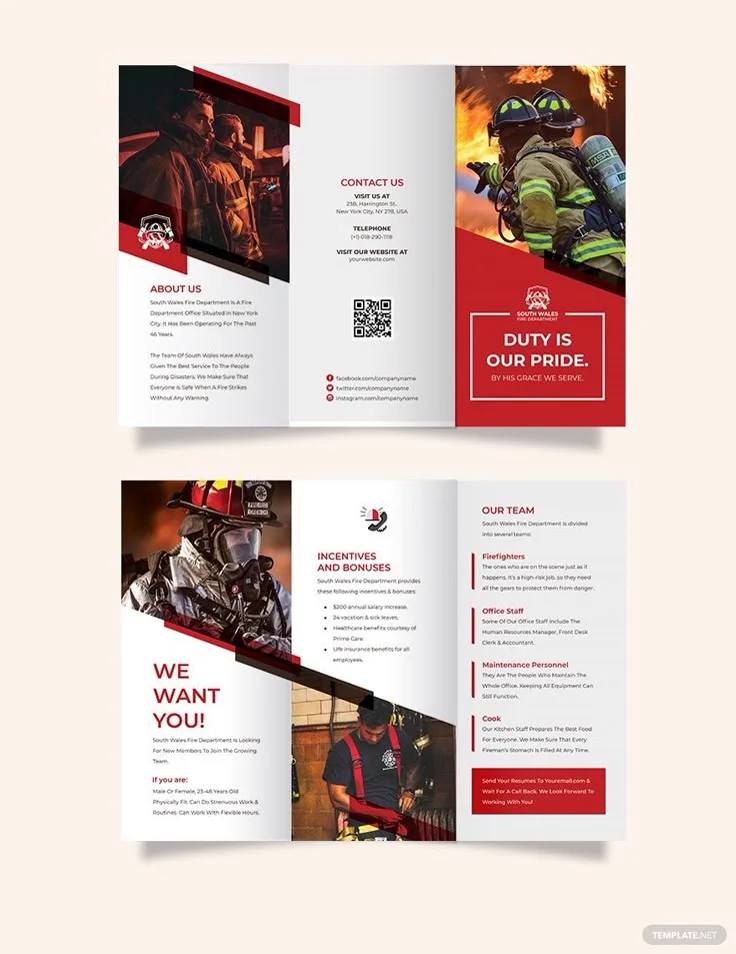 ABOUT US
South Wales Fire Department Is A Fire
Department Office Situated In New York
City. It Has Been Operating For The Past
46 Years.
The Team Of South Wales Have Always
Given The Best Service To The People
During Disasters. We Make Sure That
Everyone Is Safe When A Fire Strikes
Without Any Warning.
CONTACT US
VISIT US AT
238, Harrington St.,
New York City, NY 278, USA
TELEPHONE
(+1)-018-290-1118
VISIT OUR WEBSITE AT
yourwebsite.com
facebook.com/companyname
twitter.com/companyname
instagram.com/companyname
SOUTH WALES
FIRE DEPARTMENT
DUTY IS
OUR PRIDE.
BY HIS GRACE WE SERVE.
WE
WANT
YOU!
South Wales Fire Department Is Looking
For New Members To Join The Growing
Team.
If you are:
Male Or Female, 23-48 Years Old
Physically Fit. Can Do Strenuous Work &
Routines. Can Work With Flexible Hours.
INCENTIVES
AND BONUSES
South Wales Fire Department provides
these following incentives & bonuses:
• $200 annual salary increase.
• 24 vacation & sick leaves.
• Healthcare benefits courtesy of
Prime Care.
• Life insurance benefits for all
employees.
OUR TEAM
South Wales Fire Department is divided
into several teams:
Firefighters
The ones who are on the scene just as it
happens. It's a high-risk job, so they need
all the gears to protect them from danger.
Office Staff
Some Of Our Office Staff Include The
Human Resources Manager, Front Desk
Clerk & Accountant.
Maintenance Personnel
They Are The People Who Maintain The
Whole Office. Keeping All Equipment Can
Still Function.
Cook
Our Kitchen Staff Prepares The Best Food
For Everyone. We Make Sure That Every
Fireman's Stomach Is Filled At Any Time.
Send Your Resumes To Youremail.com &
Wait For A Call Back. We Look Forward To
Working With You!
TEMPLATE.NET